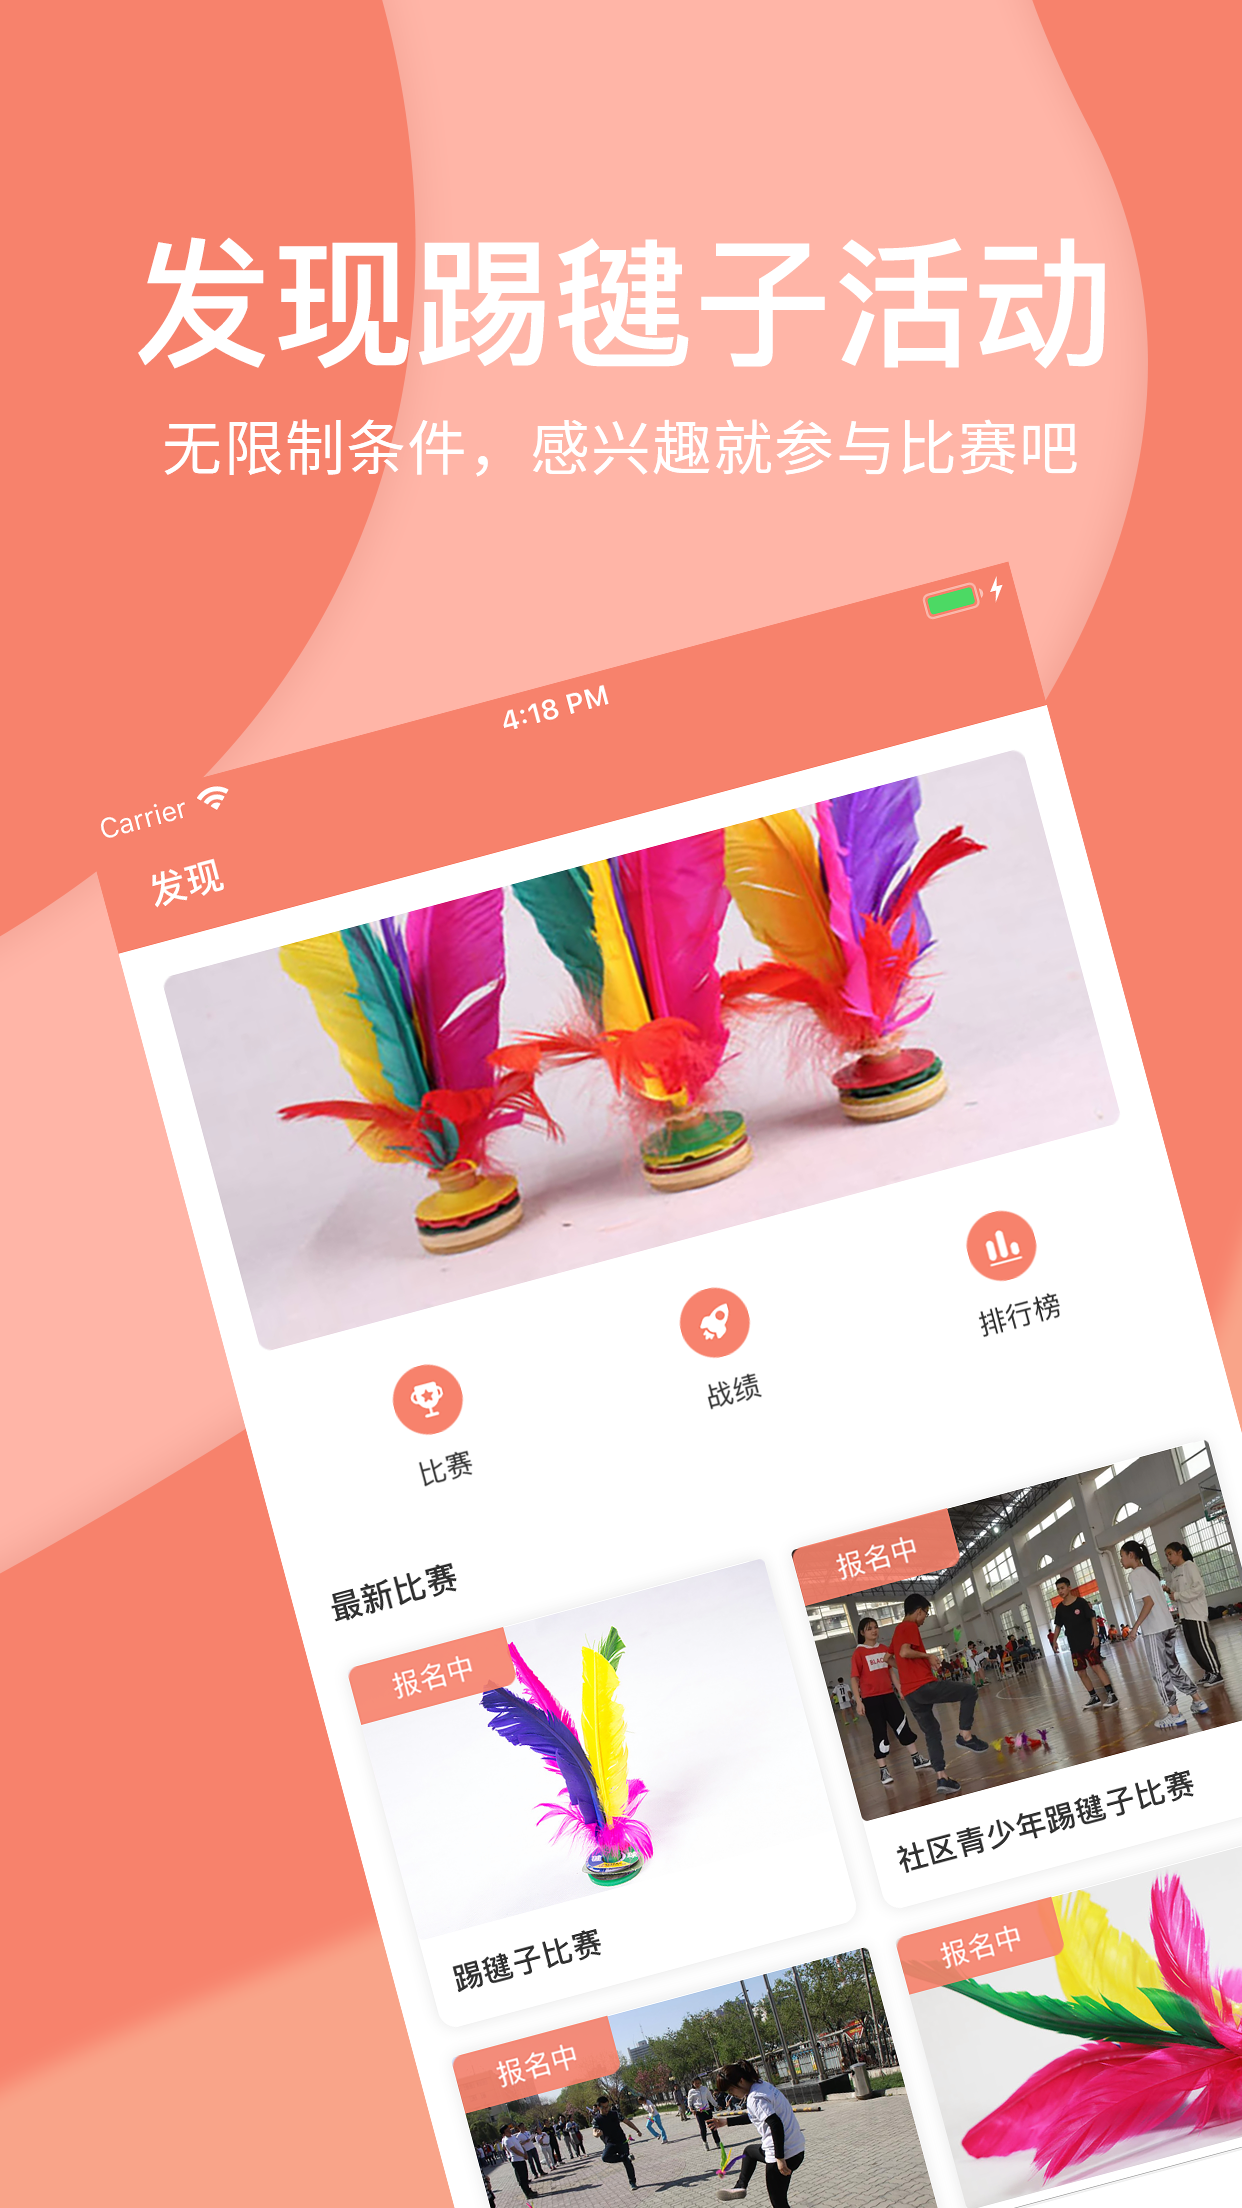 发现踢毽子活动
无限制条件，感兴趣就参与比赛吧
Carrier 4:18 PM
发现
比赛
战绩
排行榜
最新比赛
报名中
踢毽子比赛
报名中
社区青少年踢毽子比赛
报名中
报名中